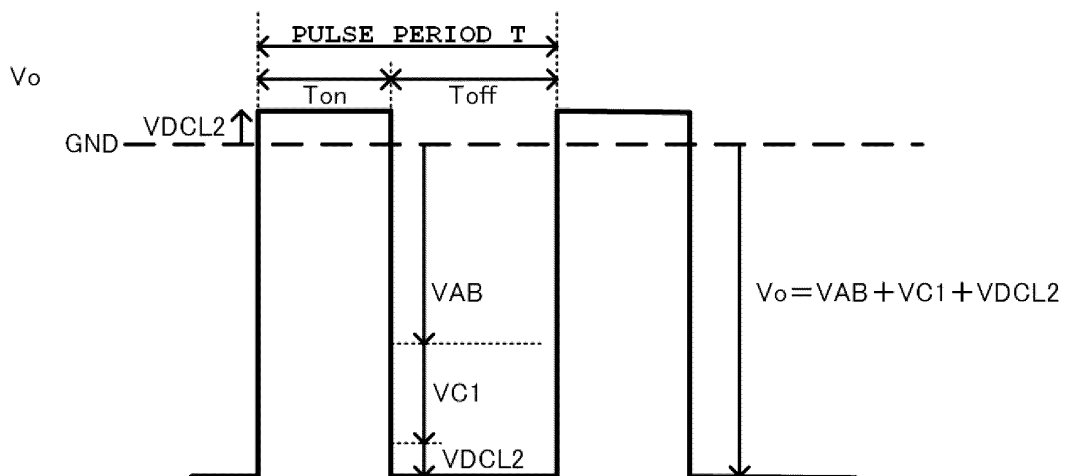 PULSE PERIOD T
Vo
Ton
Toff
VDCL2
GND
VAB
Vo=VAB+VC1+VDCL2
VC1
VDCL2